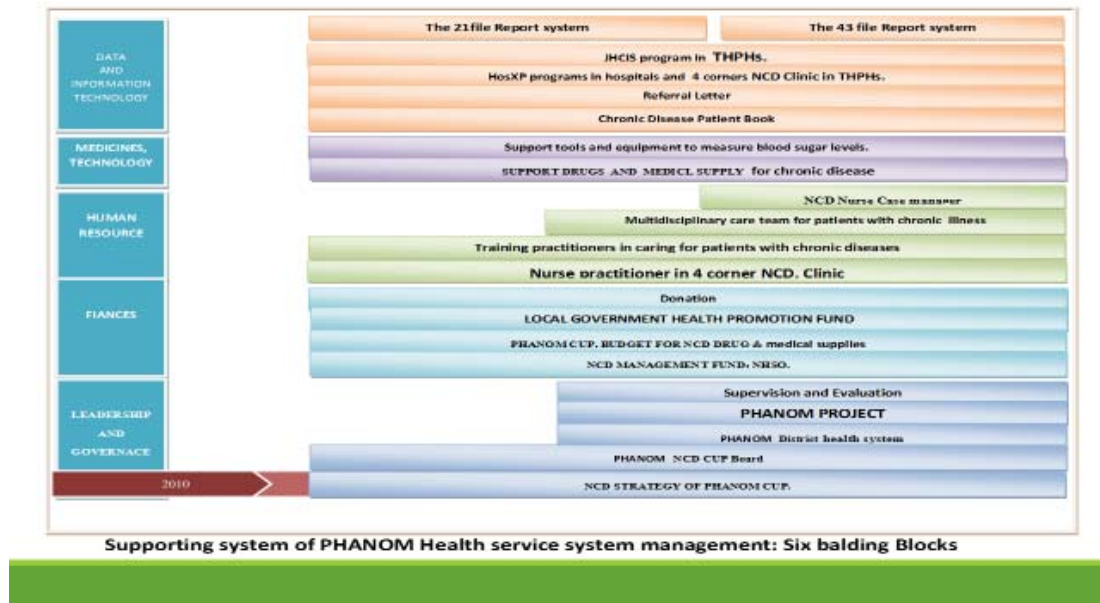 DATA
AND
INFORMATION
TECHNOLOGY
The 21file Report system
The 43 file Report system
JHCIS program in THPHs.
HosXP programs in hospitals and 4 corners NCD Clinic in THPHs.
Referral Letter
Chronic Disease Patient Book
MEDICINES,
TECHNOLOGY
Support tools and equipment to measure blood sugar levels.
SUPPORT DRUGS AND MEDICL SUPPLY for chronic disease
HUMAN
RESOURCE
NCD Nurse Case manager
Multidisciplinary care team for patients with chronic illness
Training practitioners in caring for patients with chronic diseases
Nurse practitioner in 4 corner NCD. Clinic
FIANCES
Donation
LOCAL GOVERNMENT HEALTH PROMOTION FUND
PHANOM CUP. BUDGET FOR NCD DRUG & medical supplies
NCD MANAGEMENT FUND. NHSO.
LEADERSHIP
AND
GOVERNACE
Supervision and Evaluation
PHANOM PROJECT
PHANOM District health system
PHANOM NCD CUP Board
2010
NCD STRATEGY OF PHANOM CUP.
Supporting system of PHANOM Health service system management: Six balding Blocks